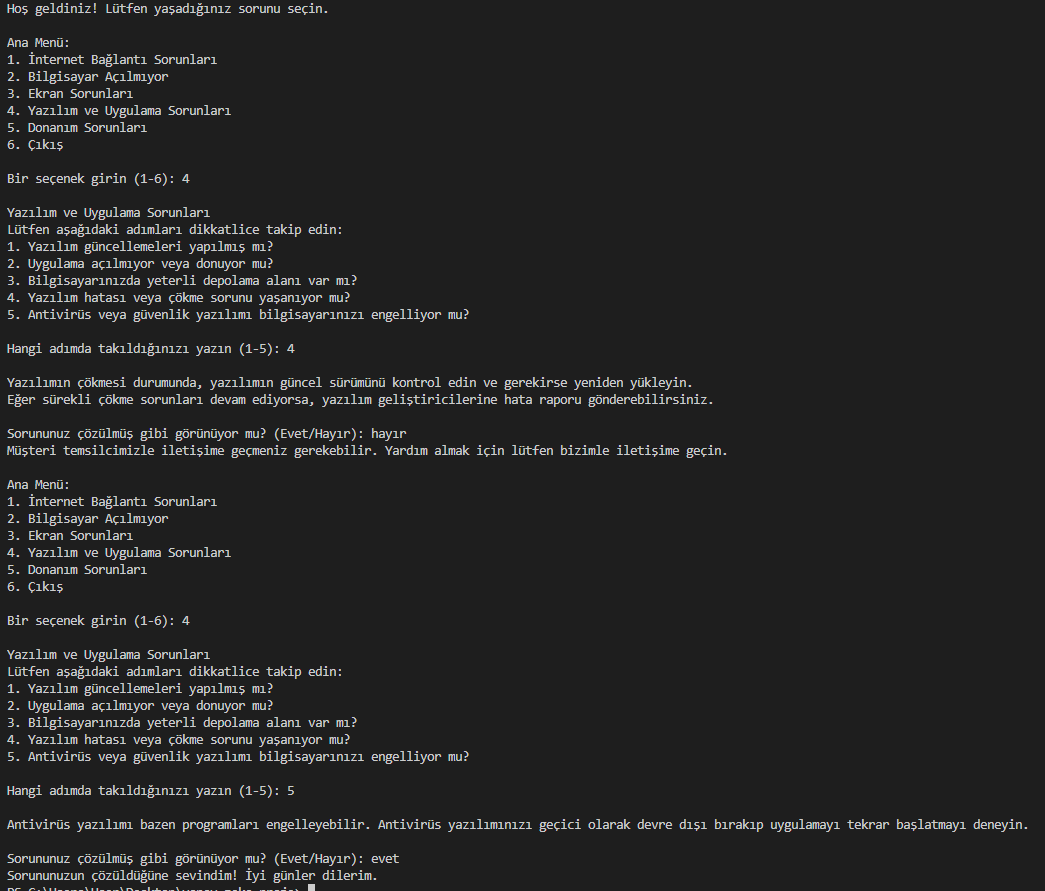 Hoş geldiniz! Lütfen yaşadığınız sorunu seçin.
Ana Menü:
1. İnternet Bağlantı Sorunları
2. Bilgisayar Açılmıyor
3. Ekran Sorunları
4. Yazılım ve Uygulama Sorunları
5. Donanım Sorunları
6. Çıkış
Bir seçenek girin (1-6): 4
Yazılım ve Uygulama Sorunları
Lütfen aşağıdaki adımları dikkatlice takip edin:
1. Yazılım güncellemeleri yapılmış mı?
2. Uygulama açılmıyor veya donuyor mu?
3. Bilgisayarınızda yeterli depolama alanı var mı?
4. Yazılım hatası veya çökme sorunu yaşanıyor mu?
5. Antivirüs veya güvenlik yazılımı bilgisayarınızı engelliyor mu?
Hangi adımda takıldığınızı yazın (1-5): 4
Yazılımın çökmesi durumunda, yazılımın güncel sürümünü kontrol edin ve gerekirse yeniden yükleyin.
Eğer sürekli çökme sorunları devam ediyorsa, yazılım geliştiricilerine hata raporu gönderebilirsiniz.
Sorununuz çözülmüş gibi görünüyor mu? (Evet/Hayır): hayır
Müşteri temsilcimizle iletişime geçmeniz gerekebilir. Yardım almak için lütfen bizimle iletişime geçin.
Ana Menü:
1. İnternet Bağlantı Sorunları
2. Bilgisayar Açılmıyor
3. Ekran Sorunları
4. Yazılım ve Uygulama Sorunları
5. Donanım Sorunları
6. Çıkış
Bir seçenek girin (1-6): 4
Yazılım ve Uygulama Sorunları
Lütfen aşağıdaki adımları dikkatlice takip edin:
1. Yazılım güncellemeleri yapılmış mı?
2. Uygulama açılmıyor veya donuyor mu?
3. Bilgisayarınızda yeterli depolama alanı var mı?
4. Yazılım hatası veya çökme sorunu yaşanıyor mu?
5. Antivirüs veya güvenlik yazılımı bilgisayarınızı engelliyor mu?
Hangi adımda takıldığınızı yazın (1-5): 5
Antivirüs yazılımı bazen programları engelleyebilir. Antivirüs yazılımınızı geçici olarak devre dışı bırakıp uygulamayı tekrar başlatmayı deneyin.
Sorununuz çözülmüş gibi görünüyor mu? (Evet/Hayır): evet
Sorununuzun çözüldüğüne sevindim! İyi günler dilerim.